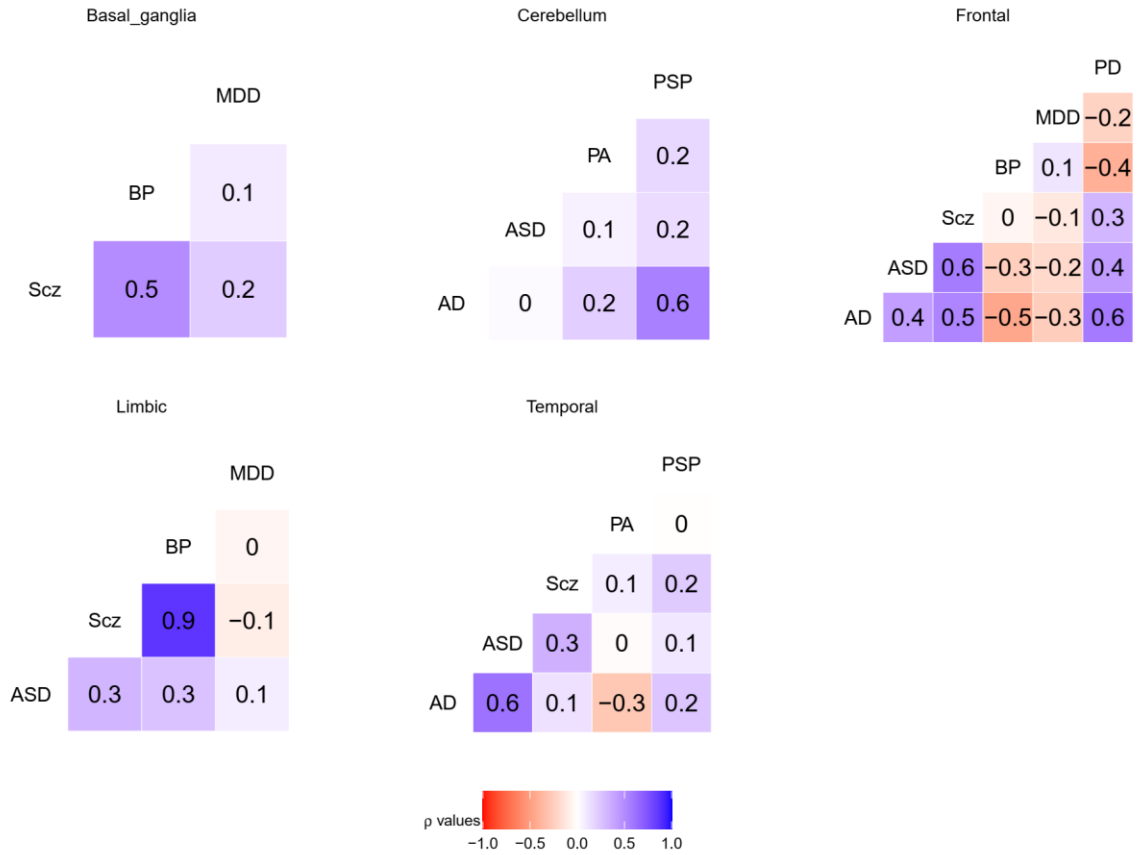 Basal_ganglia
MDD
BP 0.1
Scz 0.5 0.2
Cerebellum
PSP
PA 0.2
ASD 0.1 0.2
AD 0 0.2 0.6
Frontal
PD
MDD −0.2
BP 0.1 −0.4
Scz 0 −0.1 0.3
ASD 0.6 −0.3 −0.2 0.4
AD 0.4 0.5 −0.5 −0.3 0.6
Limbic
MDD
BP 0
Scz 0.9 −0.1
ASD 0.3 0.3 0.1
Temporal
PSP
PA 0
Scz 0.1 0.2
ASD 0.3 0 0.1
AD 0.6 0.1 −0.3 0.2
ρ values
−1.0 −0.5 0.0 0.5 1.0